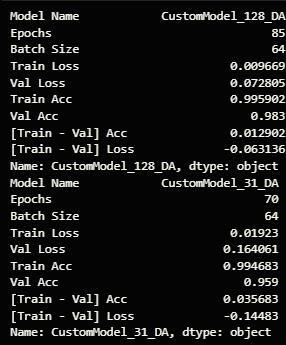 Model Name CustomModel_128_DA
Epochs 85
Batch Size 64
Train Loss 0.009669
Val Loss 0.072805
Train Acc 0.995902
Val Acc 0.983
[Train - Val] Acc 0.012902
[Train - Val] Loss -0.063136
Name: CustomModel_128_DA, dtype: object
Model Name CustomModel_31_DA
Epochs 70
Batch Size 64
Train Loss 0.01923
Val Loss 0.164061
Train Acc 0.994683
Val Acc 0.959
[Train - Val] Acc 0.035683
[Train - Val] Loss -0.14483
Name: CustomModel_31_DA, dtype: object